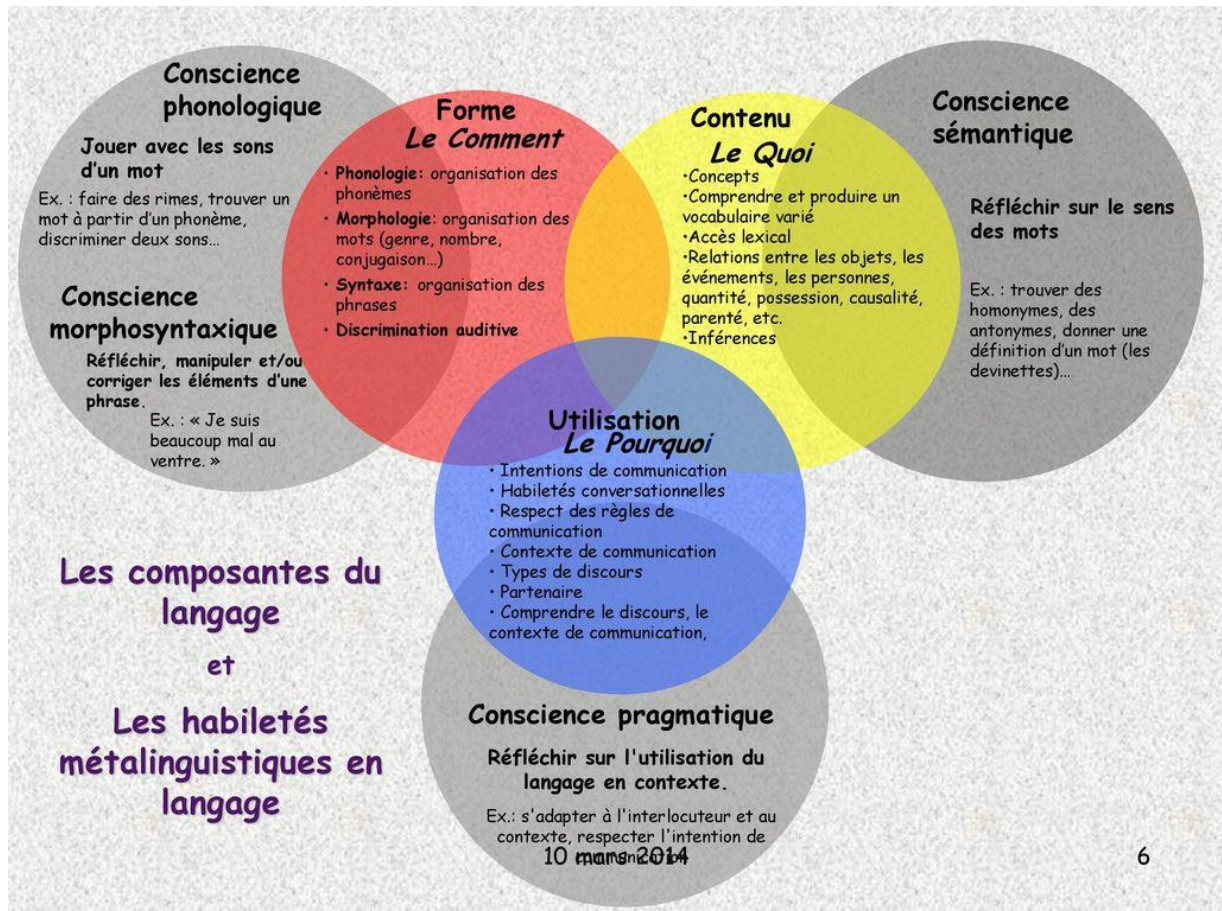 Conscience
phonologique
Jouer avec les sons
d'un mot
Ex. : faire des rimes, trouver un
mot à partir d'un phonème,
discriminer deux sons…
Conscience
morphosyntaxique
Réfléchir, manipuler et/ou
corriger les éléments d'une
phrase.
Ex. : « Je suis
beaucoup mal au
ventre. »
Forme
Le Comment
• Phonologie: organisation des
phonèmes
• Morphologie: organisation des
mots (genre, nombre,
conjugaison…)
• Syntaxe: organisation des
phrases
• Discrimination auditive
Contenu
Le Quoi
•Concepts
•Comprendre et produire un
vocabulaire varié
•Accès lexical
•Relations entre les objets, les
événements, les personnes,
quantité, possession, causalité,
parenté, etc.
•Inférences
Conscience
sémantique
Réfléchir sur le sens
des mots
Ex. : trouver des
homonymes, des
antonymes, donner une
définition d'un mot (les
devinettes)…
Utilisation
Le Pourquoi
• Intentions de communication
• Habiletés conversationnelles
• Respect des règles de
communication
• Contexte de communication
• Types de discours
• Partenaire
• Comprendre le discours, le
contexte de communication,
Les composantes du
langage
et
Les habiletés
métalinguistiques en
langage
Conscience pragmatique
Réfléchir sur l'utilisation du
langage en contexte.
Ex.: s'adapter à l'interlocuteur et au
contexte, respecter l'intention de
communication
10 mars 2014
6